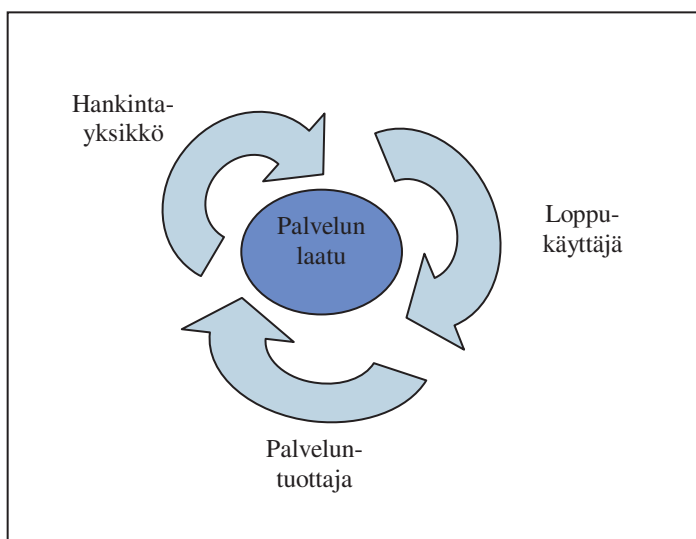 Hankinta-
yksikkö
Palvelun
laatu
Loppu-
käyttäjä
Palvelun-
tuottaja